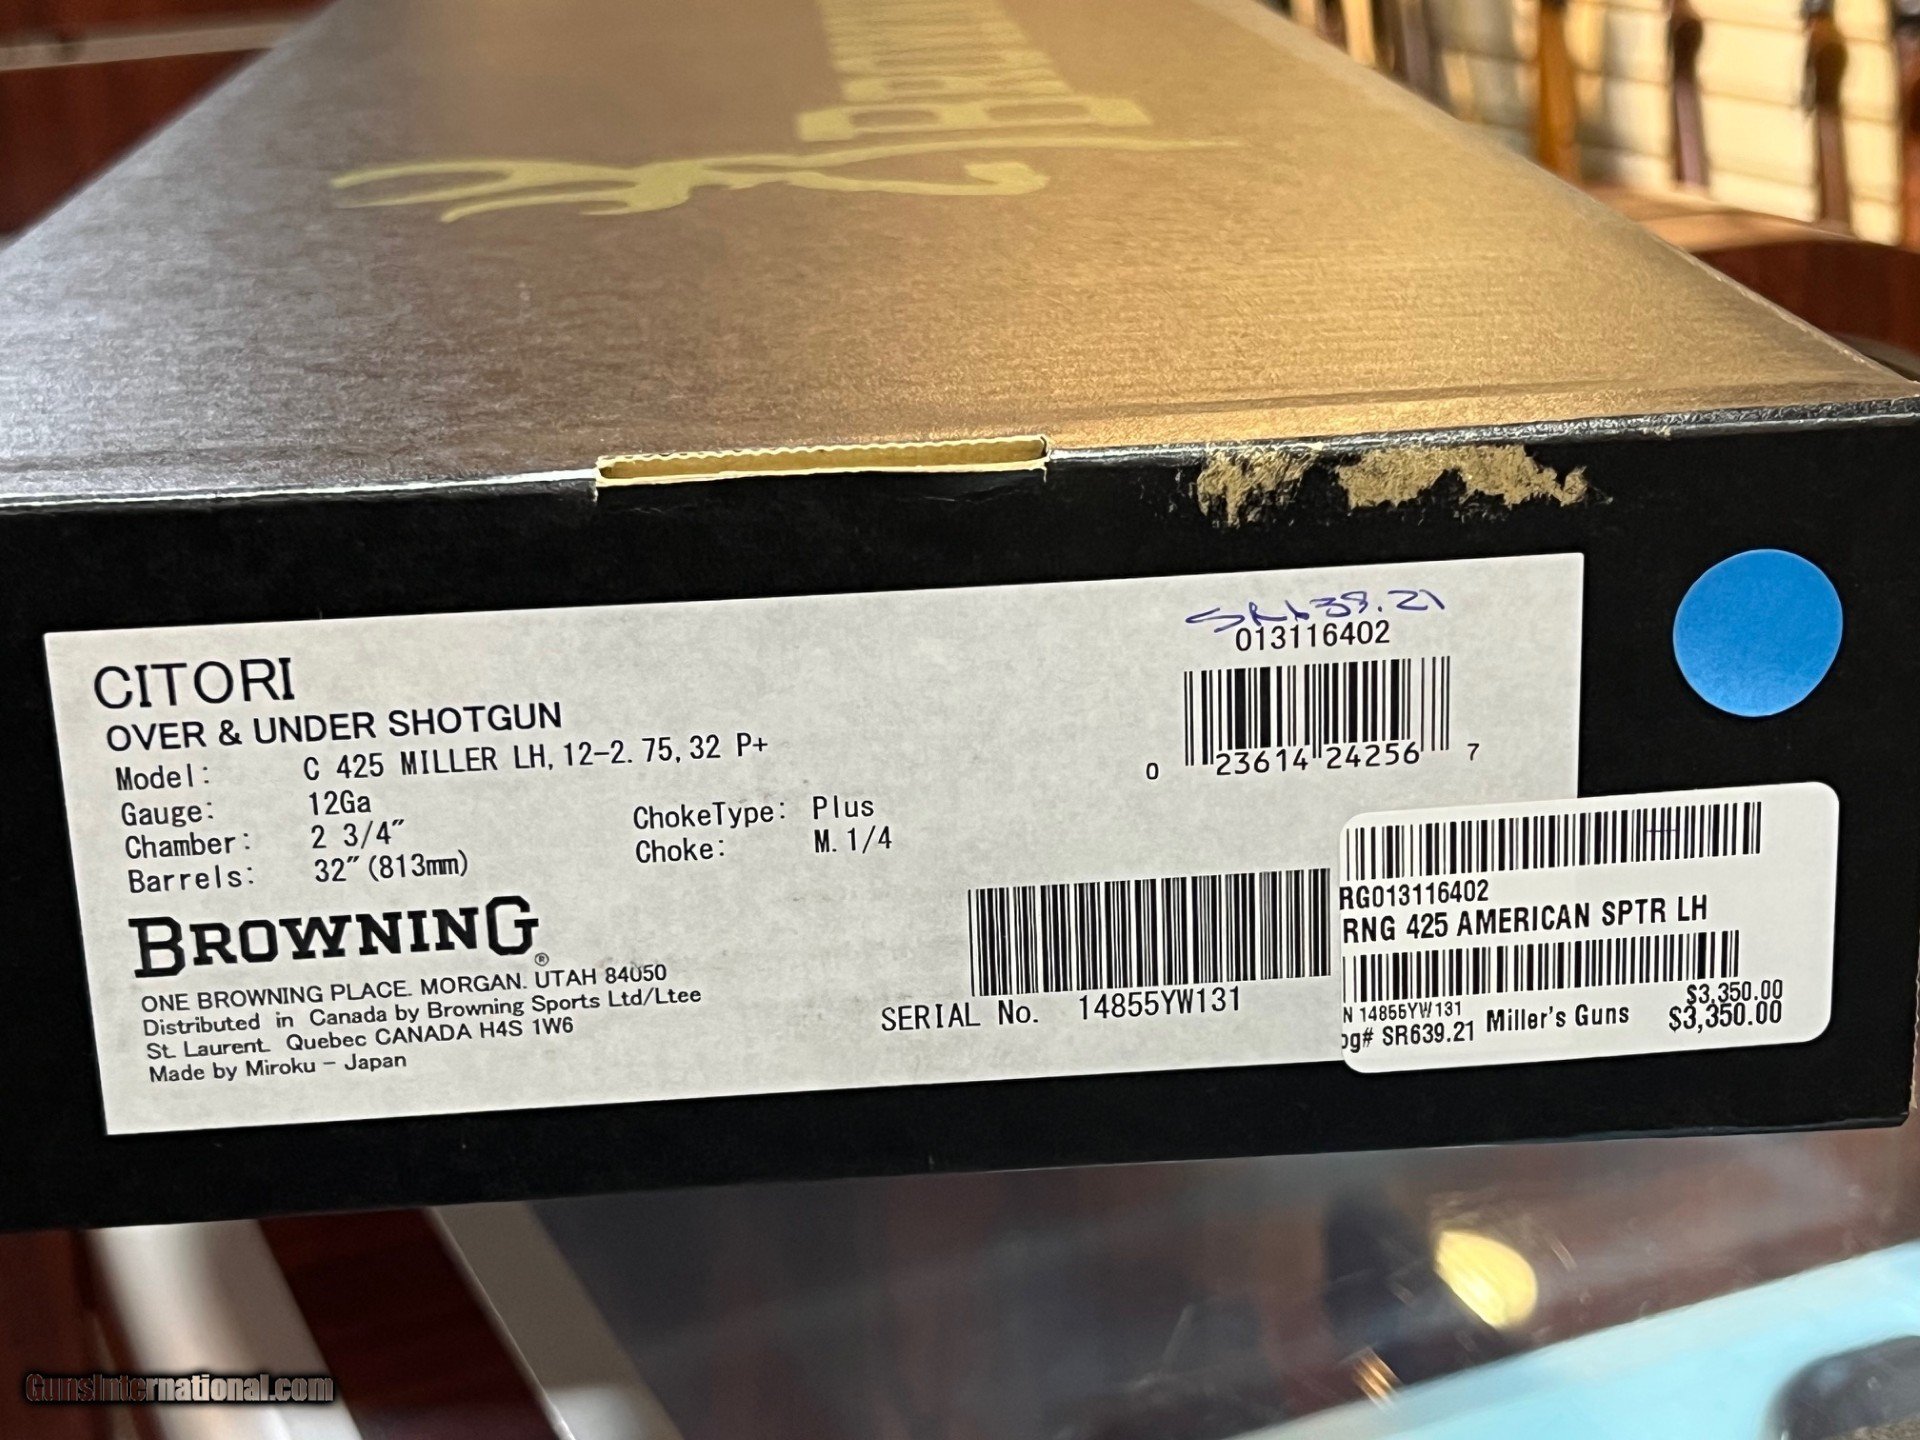 BROWNING
CITORI
OVER & UNDER SHOTGUN
Model: C 425 MILLER LH, 12-2. 75, 32 P+
Gauge: 12Ga
Chamber: 2 3/4"
Barrels: 32"(813mm)
ChokeType: Plus
Choke: M. 1/4
BROWNING®
ONE BROWNING PLACE. MORGAN. UTAH 84050
Distributed in Canada by Browning Sports Ltd/Ltee
St. Laurent. Quebec CANADA H4S 1W6
Made by Miroku - Japan
013116402
0 23614 24256 7
SERIAL No. 14855YW131
RG013116402
RNG 425 AMERICAN SPTR LH
$3,350.00
N 14855YW131
og# SR639.21 Miller's Guns $3,350.00
GunsInternational.com